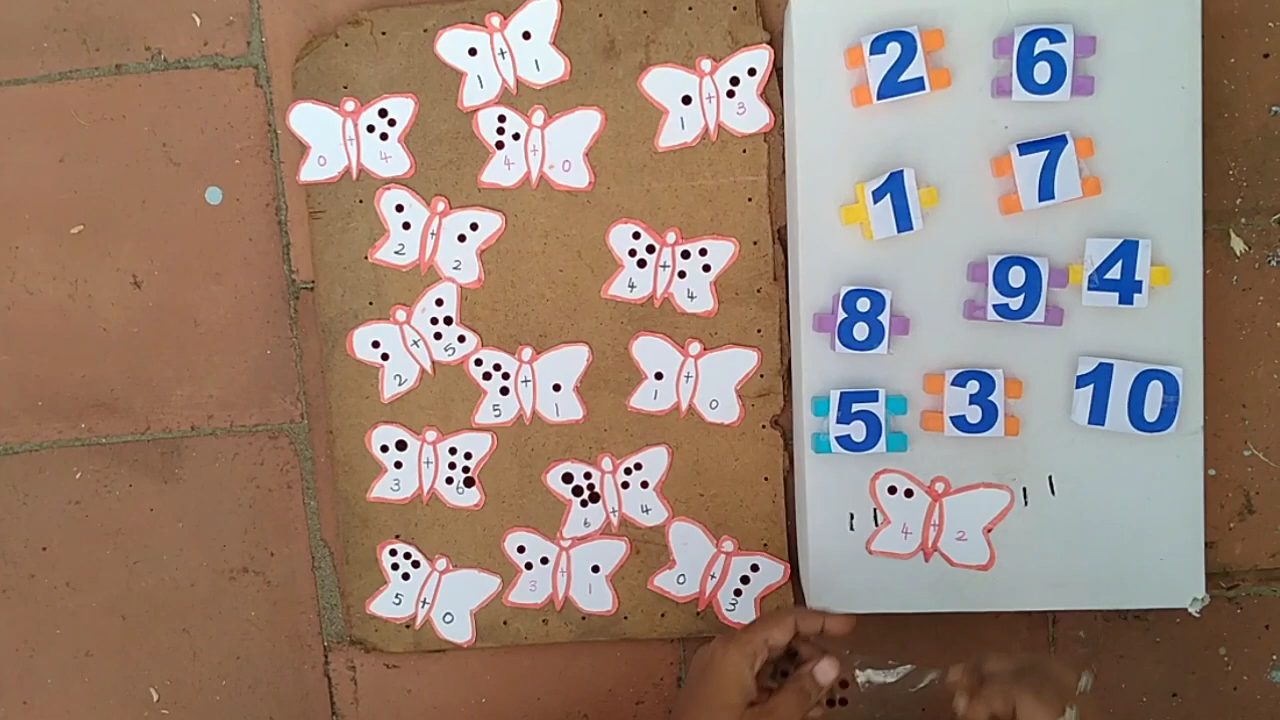 1 + 1
1 + 3
0 + 4
4 + 0
2 + 2
4 + 4
2 + 5
5 + 1
1 + 0
3 + 6
6 + 4
5 + 0
3 + 1
0 + 3
2 6
1 7
8 9 4
5 3 10
4 + 2